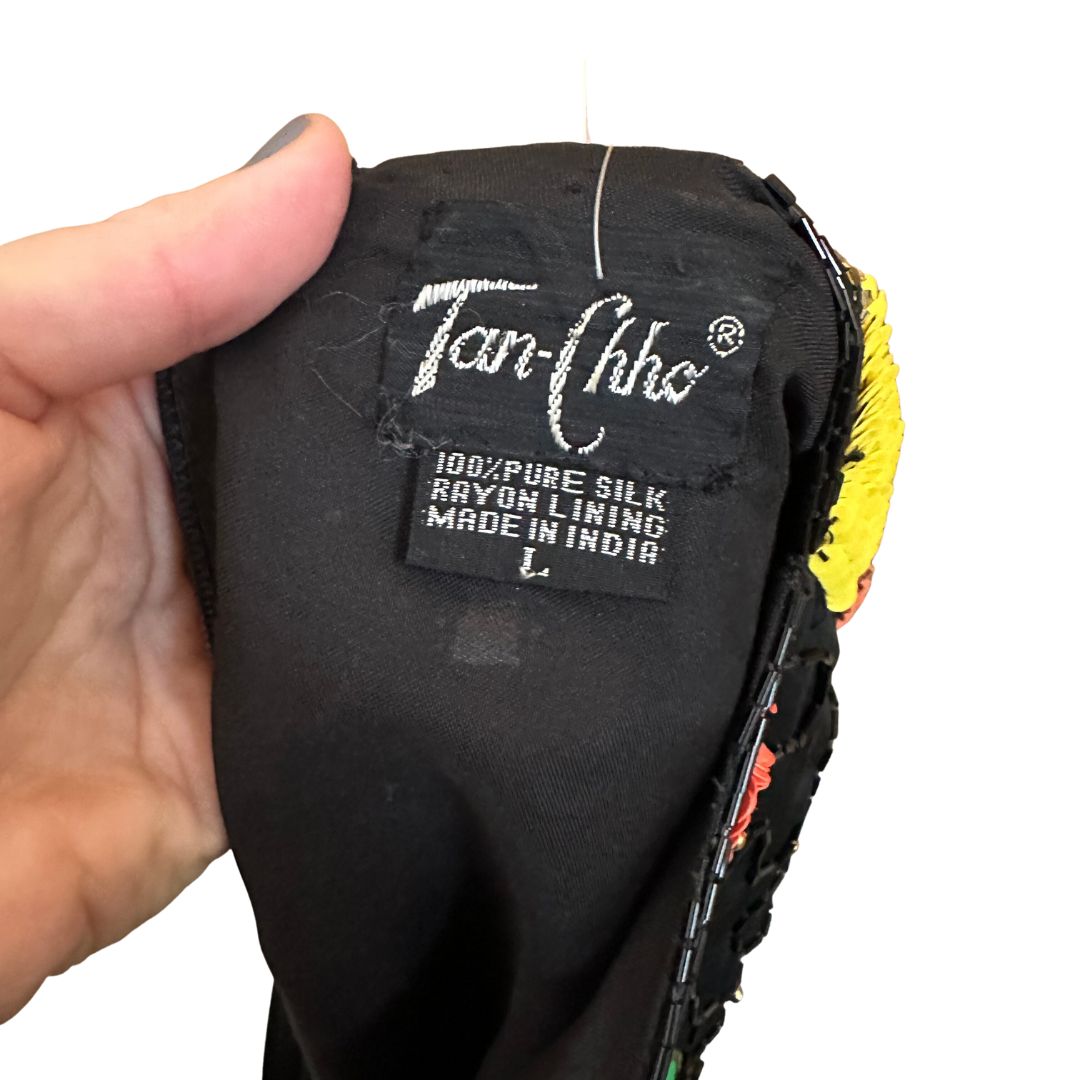 Tan-Chho®
100% PURE SILK
RAYON LINING
MADE IN INDIA
L